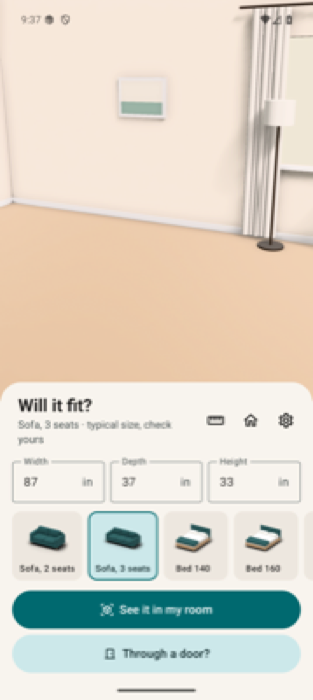 9:37
Will it fit?
Sofa, 3 seats · typical size, check
yours
Width Depth Height
87 in 37 in 33 in
Sofa, 2 seats Sofa, 3 seats Bed 140 Bed 160
See it in my room
Through a door?